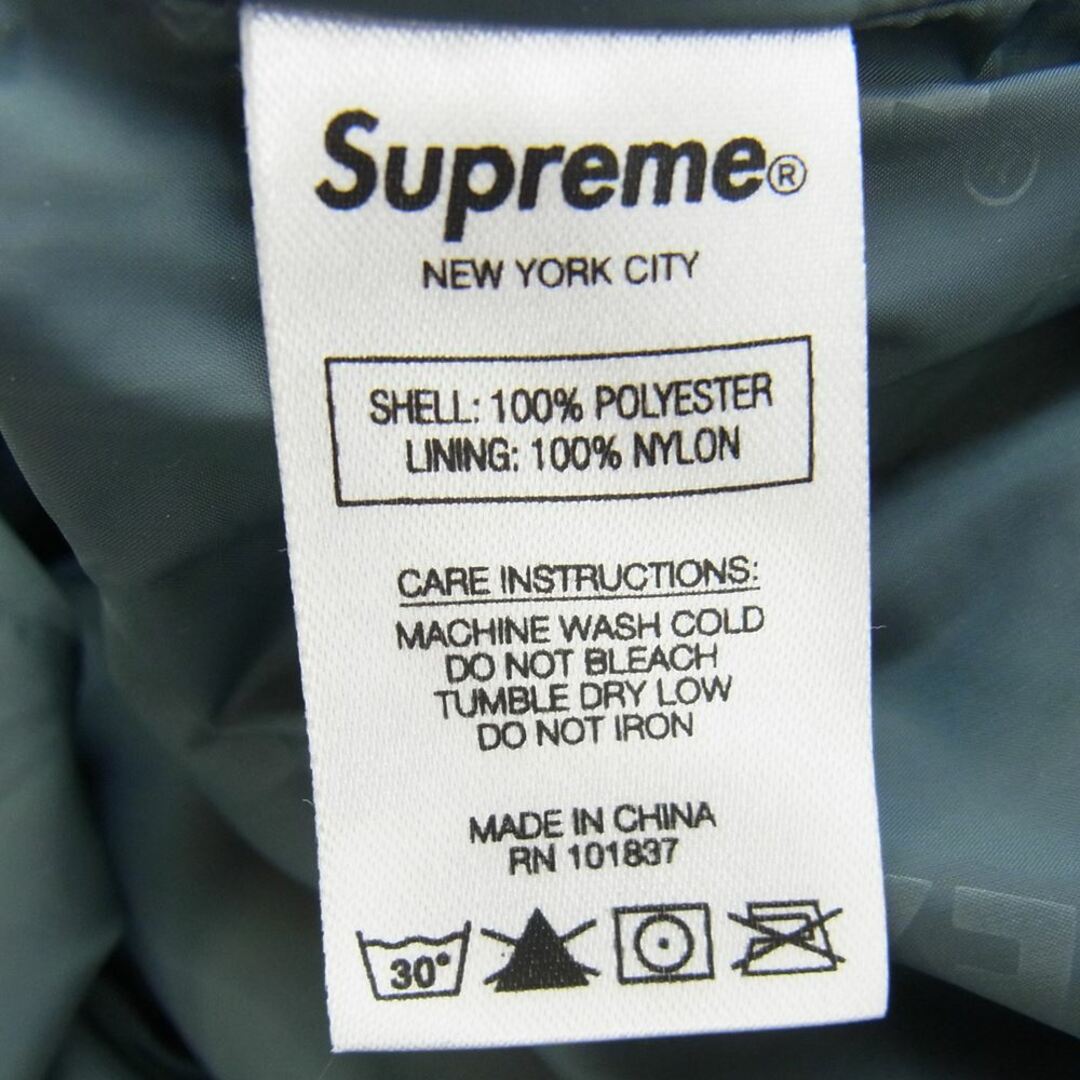 Supreme®
NEW YORK CITY
SHELL: 100% POLYESTER
LINING: 100% NYLON
CARE INSTRUCTIONS:
MACHINE WASH COLD
DO NOT BLEACH
TUMBLE DRY LOW
DO NOT IRON
MADE IN CHINA
RN 101837
30°